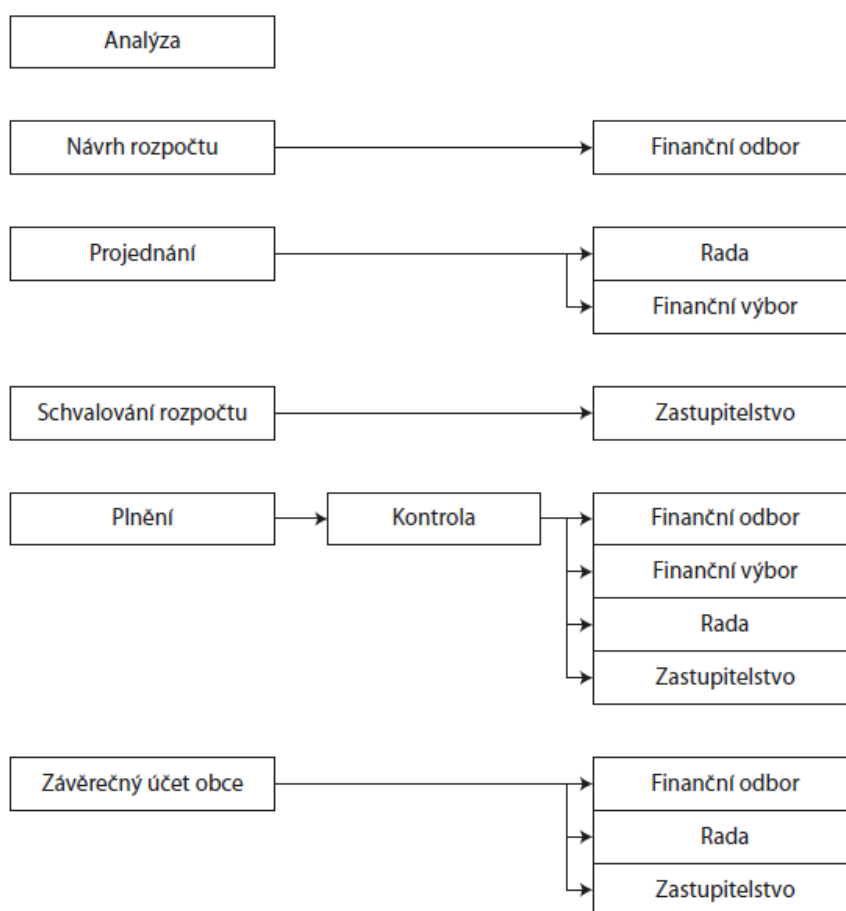 Analýza
Návrh rozpočtu
Finanční odbor
Projednání
Rada
Finanční výbor
Schvalování rozpočtu
Zastupitelstvo
Plnění
Kontrola
Finanční odbor
Finanční výbor
Rada
Zastupitelstvo
Závěrečný účet obce
Finanční odbor
Rada
Zastupitelstvo